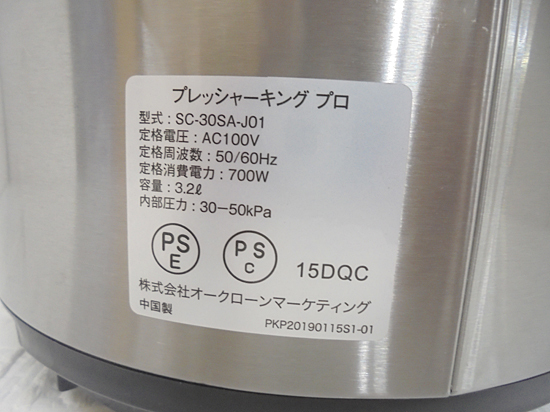 プレッシャーキング プロ
型式：SC-30SA-J01
定格電圧：AC100V
定格周波数：50/60Hz
定格消費電力：700W
容量：3.2ℓ
内部圧力：30−50kPa
PS E PS C 15DQC
株式会社オークローンマーケティング
中国製
PKP20190115S1-01